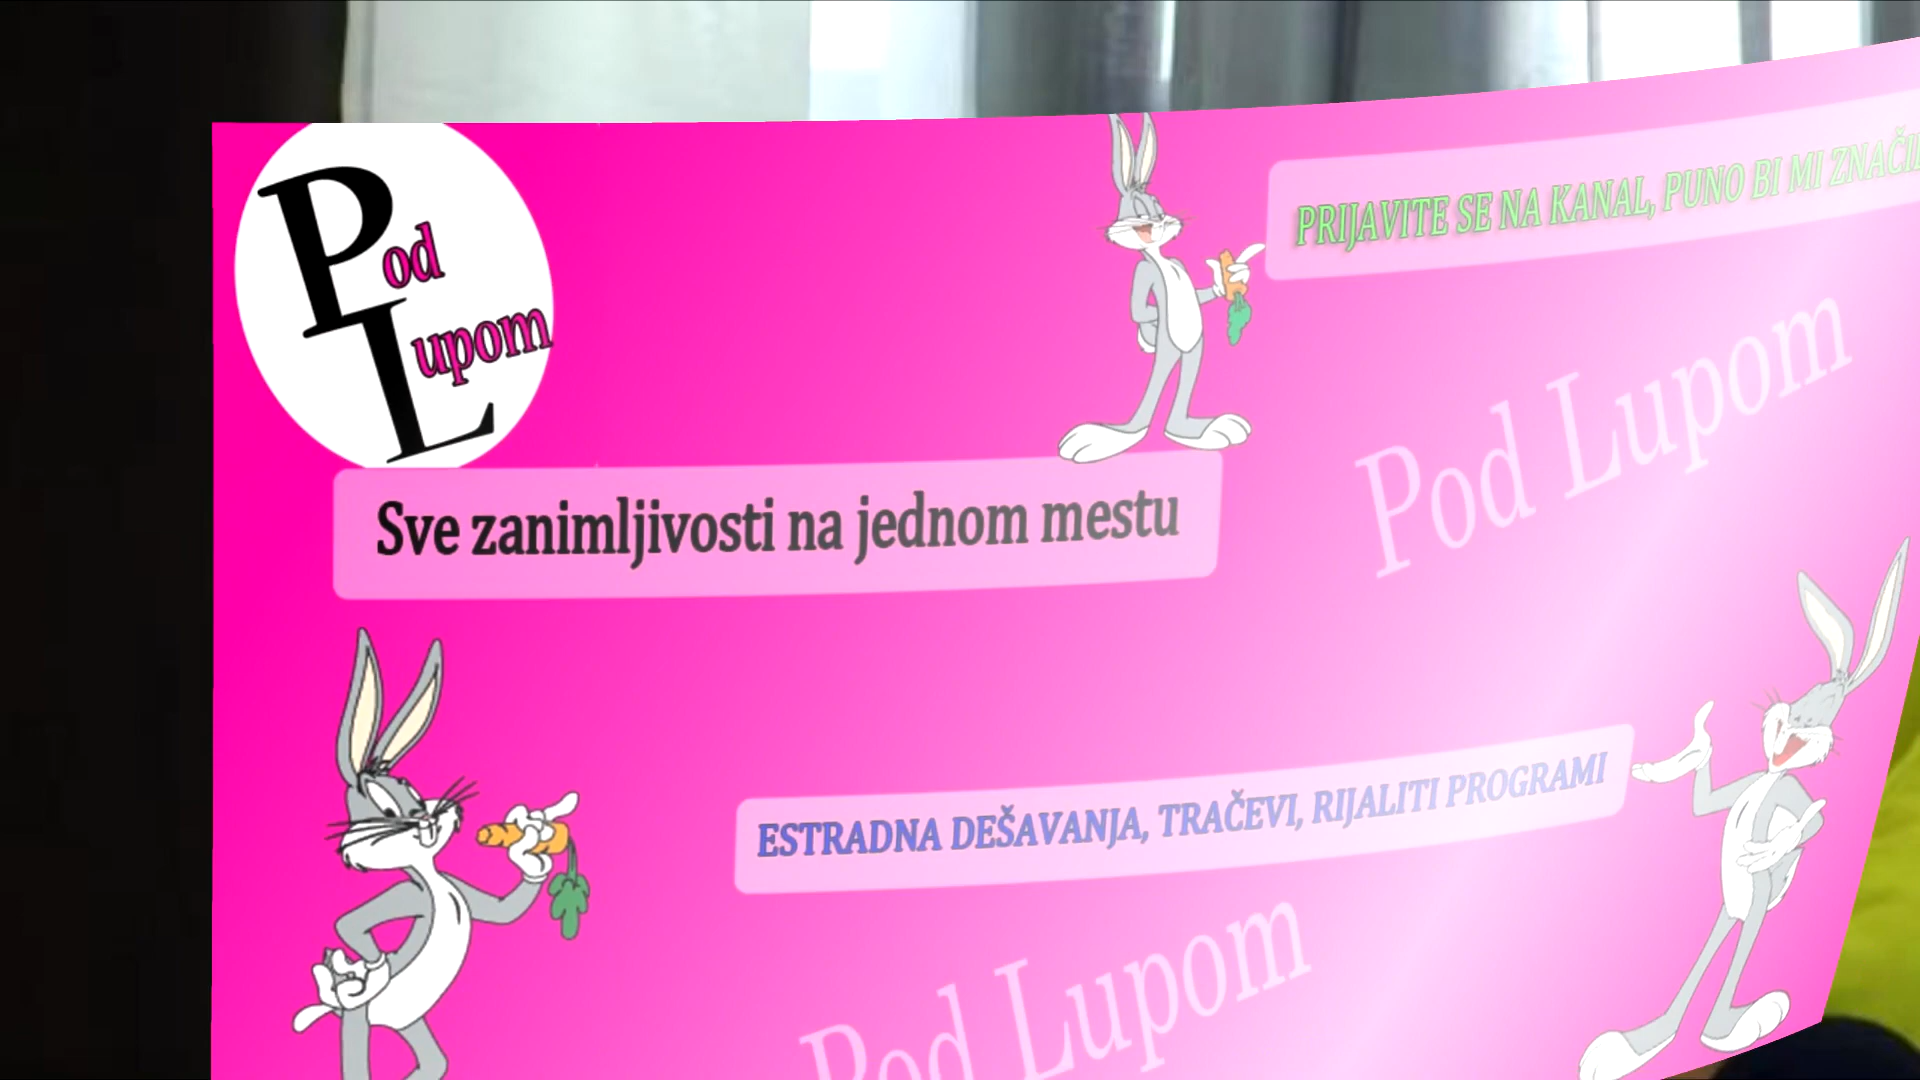 Pod
Lupom
PRIJAVITE SE NA KANAL, PUNO BI MI
Pod Lupom
Sve zanimljivosti na jednom mestu
ESTRADNA DEŠAVANJA, TRAČEVI, RIJALITI PROGRAMI
Pod Lupom